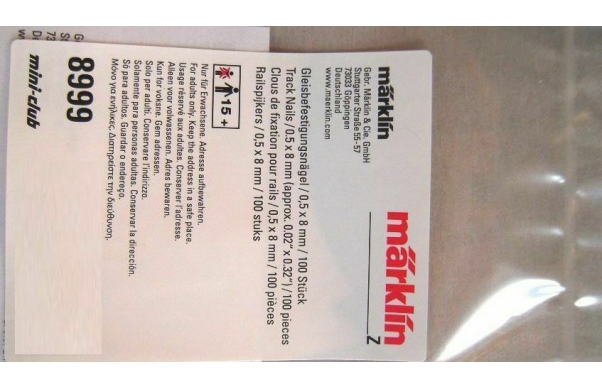 märklin
Gebr. Märklin & Cie. GmbH
Stuttgarter Straße 55-57
73033 Göppingen
Deutschland
www.maerklin.com
märklin
Z
Gleisbefestigungsnägel / 0,5 x 8 mm / 100 Stück
Track Nails / 0.5 x 8 mm (approx. 0.02" x 0.32") / 100 pieces
Clous de fixation pour rails / 0,5 x 8 mm / 100 pièces
Railspijkers / 0,5 x 8 mm / 100 stuks
15+
Nur für Erwachsene. Adresse aufbewahren.
For adults only. Keep the address in a safe place.
Usage réservé aux adultes. Conserver l'adresse.
Alleen voor volwassenen. Adres bewaren.
Kun for voksne. Gem adressen.
Solo per adulti. Conservare l'indirizzo.
Solamente para personas adultas. Conservar la dirección.
Só para adultos. Guardar o endereço.
Μόνο για ενήλικες. Διατηρείστε την διεύθυνση.
8999
mini-club